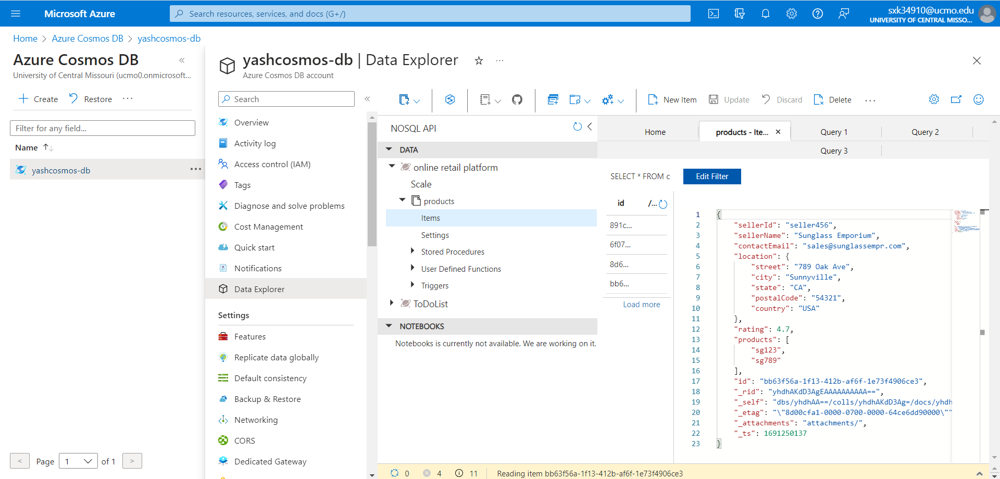 Microsoft Azure
Search resources, services, and docs (G+/)
sxk34910@ucmo.edu
UNIVERSITY OF CENTRAL MISSO...
Home > Azure Cosmos DB > yashcosmos-db
Azure Cosmos DB «
University of Central Missouri (ucmo0.onmicrosoft...
+ Create Restore ...
Filter for any field...
Name ↑↓
yashcosmos-db ...
< Page 1 of 1 >
yashcosmos-db | Data Explorer ☆ ...
Azure Cosmos DB account
Search «
Overview
Activity log
Access control (IAM)
Tags
Diagnose and solve problems
Cost Management
Quick start
Notifications
Data Explorer
Settings
Features
Replicate data globally
Default consistency
Backup & Restore
Networking
CORS
Dedicated Gateway
New Item Update Discard Delete ...
NOSQL API
DATA
online retail platform
Scale
products
Items
Settings
Stored Procedures
User Defined Functions
Triggers
ToDoList
NOTEBOOKS
Notebooks is currently not available. We are working on it.
Home products - Ite... × Query 1 Query 2
Query 3
SELECT * FROM c Edit Filter
id /...
891c...
6f07...
8d6...
bb6...
Load more
1 {
2 "sellerId": "seller456",
3 "sellerName": "Sunglass Emporium",
4 "contactEmail": "sales@sunglassempr.com",
5 "location": {
6 "street": "789 Oak Ave",
7 "city": "Sunnyville",
8 "state": "CA",
9 "postalCode": "54321",
10 "country": "USA"
11 },
12 "rating": 4.7,
13 "products": [
14 "sg123",
15 "sg789"
16 ],
17 "id": "bb63f56a-1f13-412b-af6f-1e73f4906ce3",
18 "_rid": "yhdhAKdD3AgEAAAAAAAAAA==",
19 "_self": "dbs/yhdhAA==/colls/yhdhAKdD3Ag=/docs/yhdh
20 "_etag": "\"8d00cfa1-0000-0700-0000-64ce6dd90000\""
21 "_attachments": "attachments/",
22 "_ts": 1691250137
23 }
0 4 11 Reading item bb63f56a-1f13-412b-af6f-1e73f4906ce3